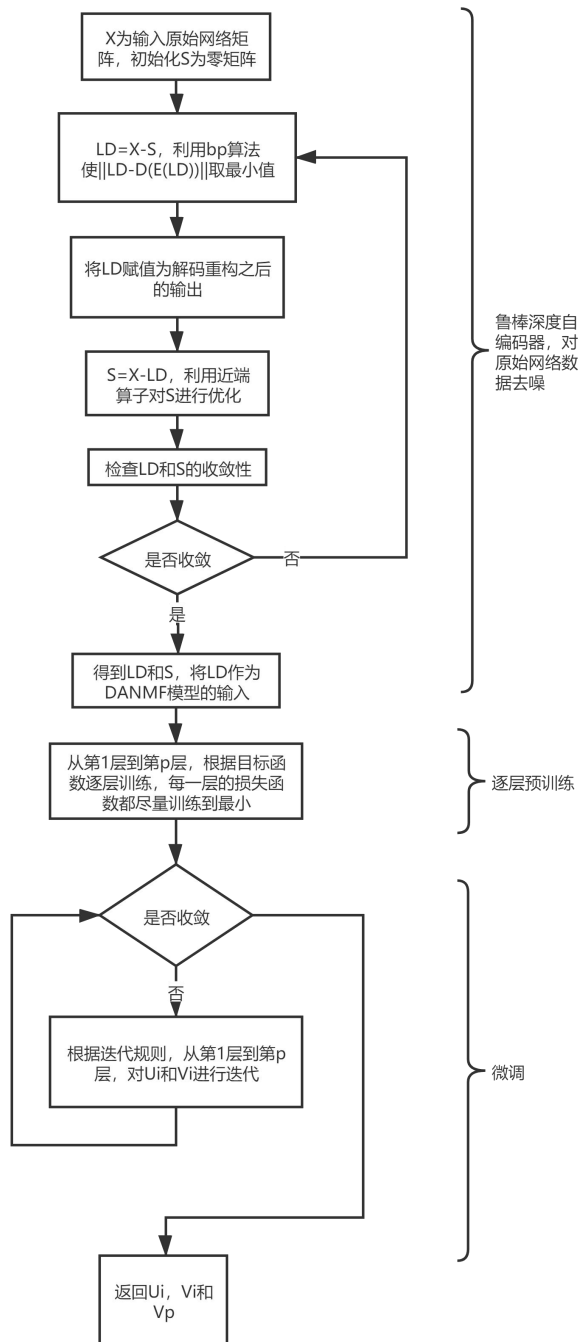 X为输入原始网络矩
阵，初始化S为零矩阵
LD=X-S，利用bp算法
使||LD-D(E(LD))||取最小值
将LD赋值为解码重构之后
的输出
S=X-LD，利用近端
算子对S进行优化
检查LD和S的收敛性
是否收敛
否
是
得到LD和S，将LD作为
DANMF模型的输入
鲁棒深度自
编码器，对
原始网络数
据去噪
从第1层到第p层，根据目标函
数逐层训练，每一层的损失函
数都尽量训练到最小
逐层预训练
是否收敛
否
根据迭代规则，从第1层到第p
层，对Ui和Vi进行迭代
微调
返回Ui，Vi和
Vp